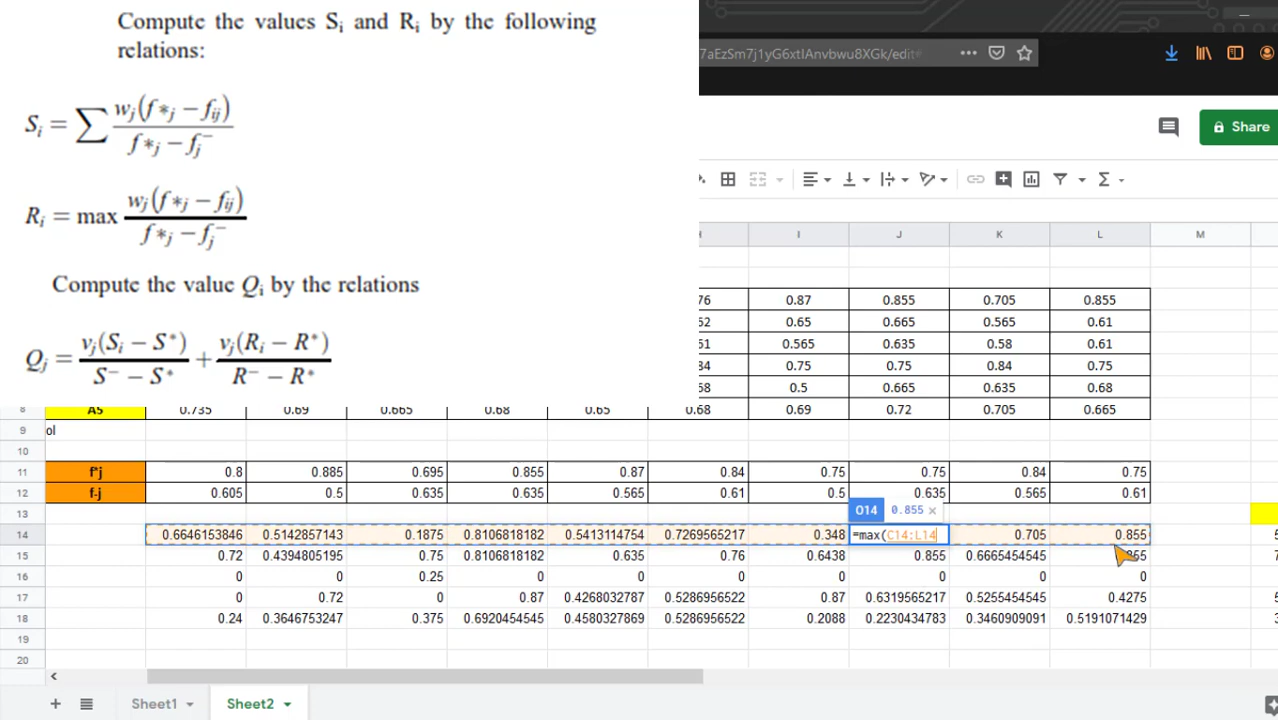 Compute the values Si and Ri by the following
relations:
Si = ∑ wj(f*j − fij) / f*j − fj−
Ri = max wj(f*j − fij) / f*j − fj−
Compute the value Qi by the relations
Qj = vj(Si − S*) / S− − S* + vj(Ri − R*) / R− − R*
7aEzSm7j1yG6xtIAnvbwu8XGk/edit
Share
H I J K L M
76 0.87 0.855 0.705 0.855
52 0.65 0.665 0.565 0.61
51 0.565 0.635 0.58 0.61
84 0.75 0.75 0.84 0.75
58 0.5 0.665 0.635 0.68
8 A5 0.735 0.69 0.665 0.68 0.65 0.68 0.69 0.72 0.705 0.665
9 ol
10
11 f*j 0.8 0.885 0.695 0.855 0.87 0.84 0.75 0.75 0.84 0.75
12 f-j 0.605 0.5 0.635 0.635 0.565 0.61 0.5 0.635 0.565 0.61
13 O14 0.855 ×
14 0.6646153846 0.5142857143 0.1875 0.8106818182 0.5413114754 0.7269565217 0.348 =max(C14:L14 0.705 0.855
15 0.72 0.4394805195 0.75 0.8106818182 0.635 0.76 0.6438 0.855 0.6665454545
16 0 0 0.25 0 0 0 0 0 0 0
17 0 0.72 0 0.87 0.4268032787 0.5286956522 0.87 0.6319565217 0.5255454545 0.4275
18 0.24 0.3646753247 0.375 0.6920454545 0.4580327869 0.5286956522 0.2088 0.2230434783 0.3460909091 0.5191071429
19
20
Sheet1 Sheet2